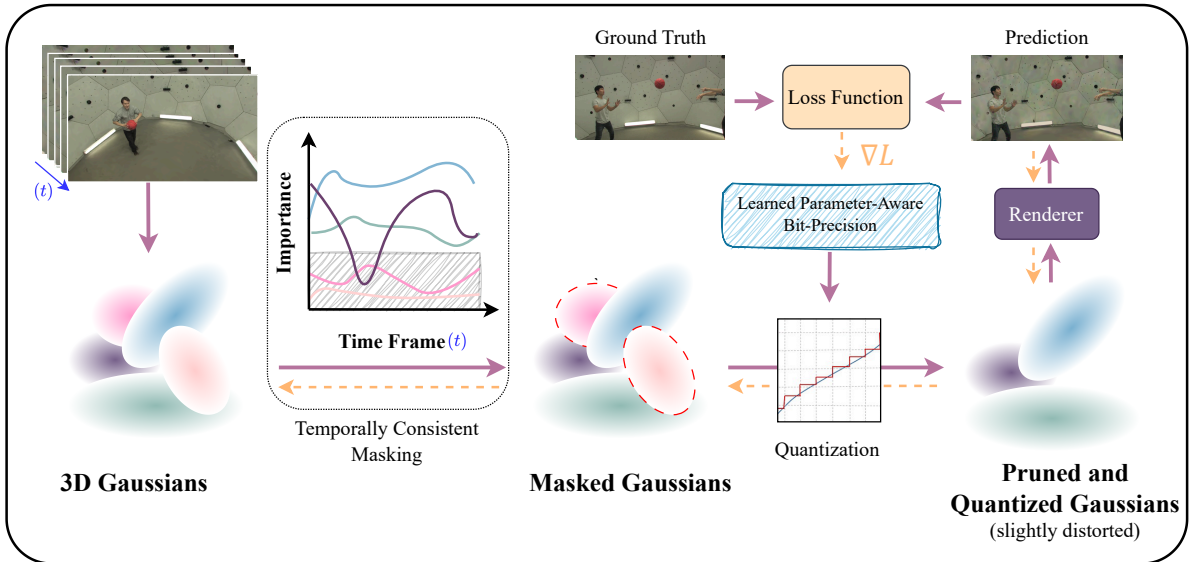 Ground Truth
Prediction
Loss Function
(t)
∇L
Learned Parameter-Aware
Bit-Precision
Renderer
Importance
Time Frame (t)
Temporally Consistent
Masking
Quantization
3D Gaussians
Masked Gaussians
Pruned and
Quantized Gaussians
(slightly distorted)